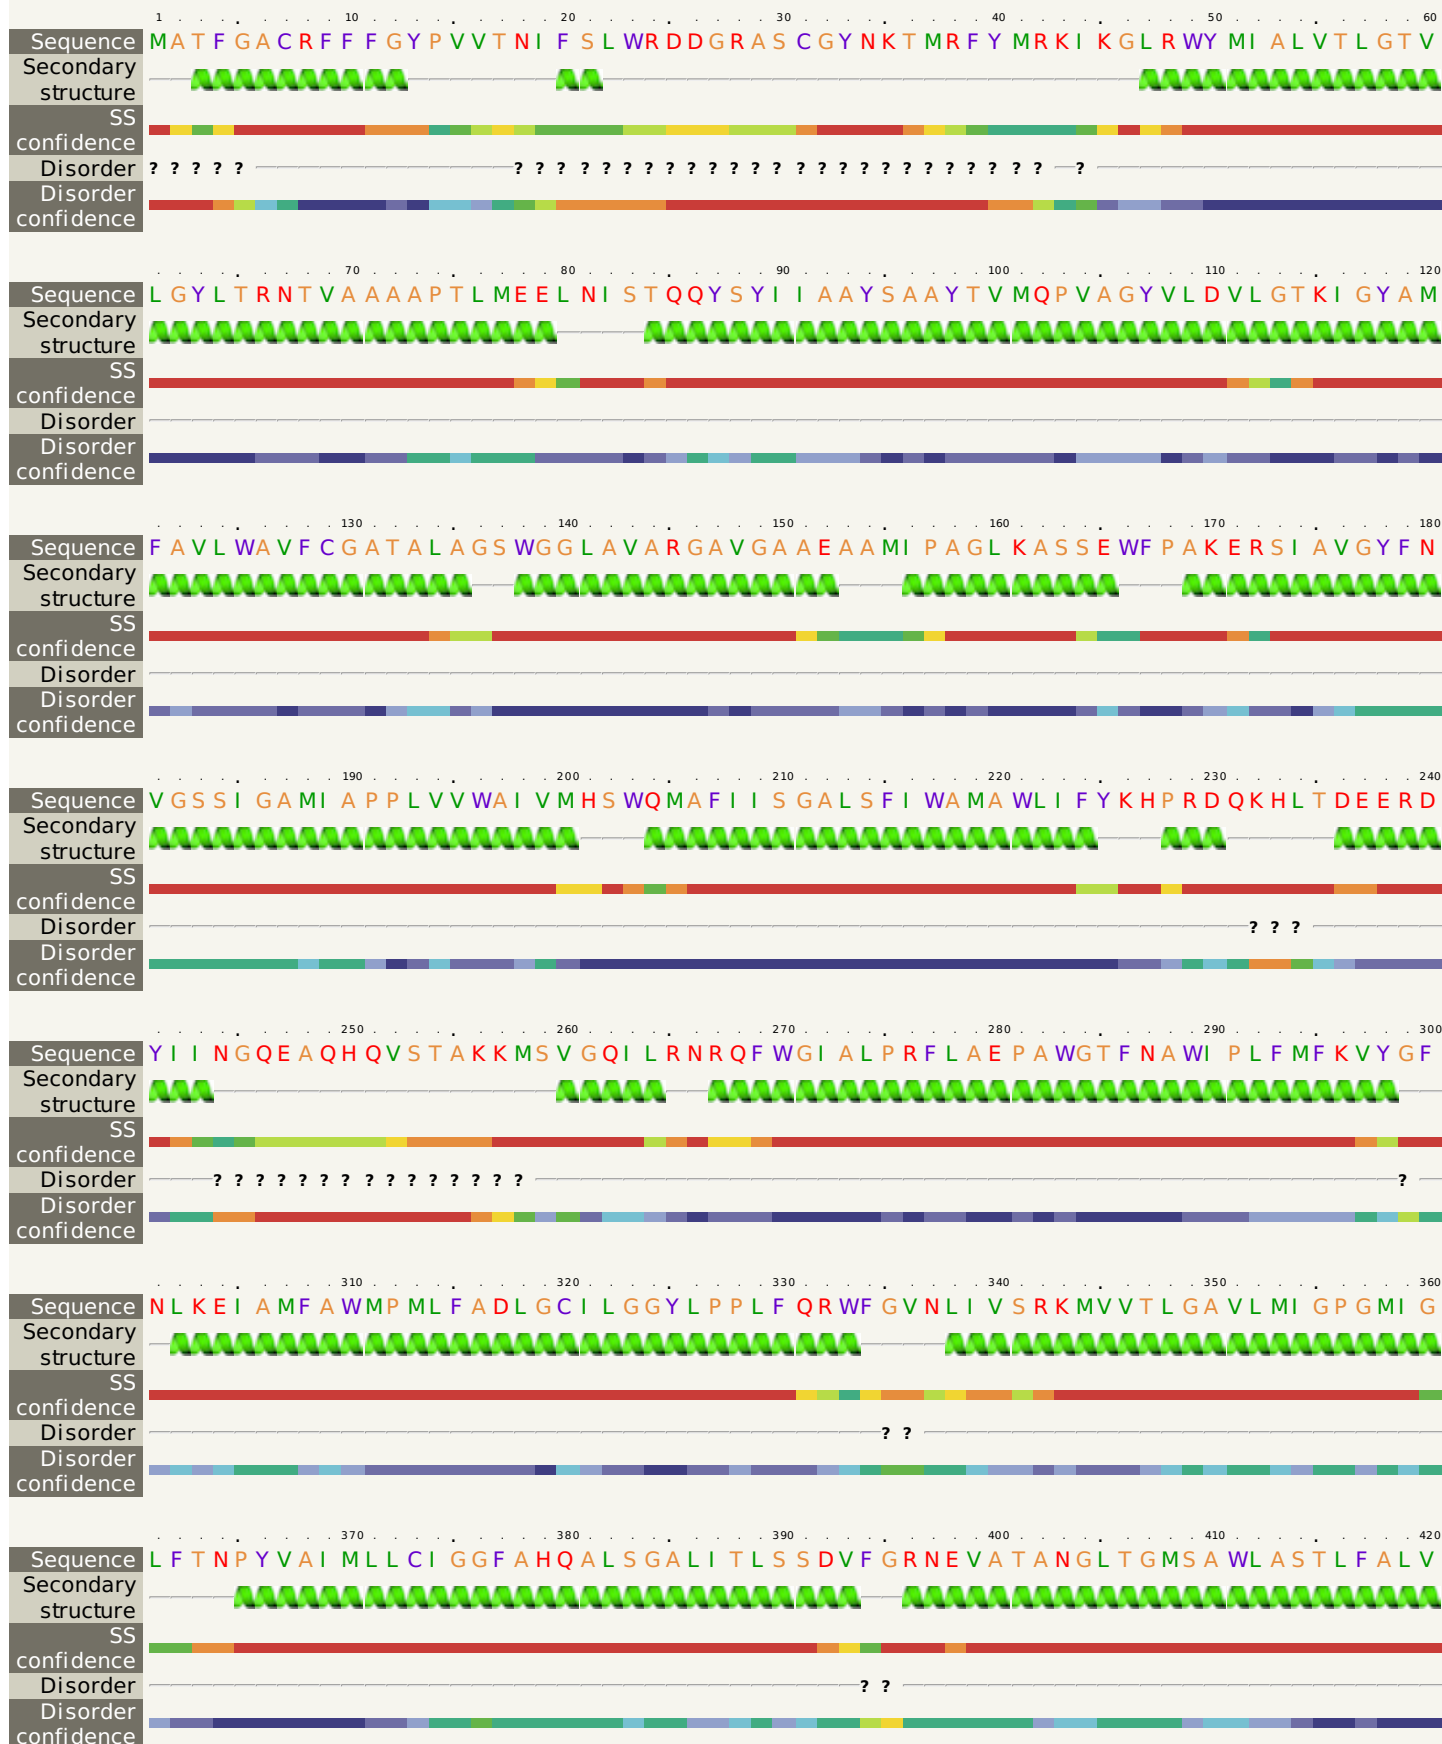 1 10 20 30 40 50 60
Sequence MATFGACRFFFGYPVVTNIFSLWRDDGRASCGYNKTMRFYMRKIKGLRWYMIALVTLGTV
Secondary
structure
SS
confidence
Disorder ? ? ? ? ? ? ? ? ? ? ? ? ? ? ? ? ? ? ? ? ? ? ? ? ? ? ? ? ? ? ?
Disorder
confidence
70 80 90 100 110 120
Sequence LGYLTRNTVAAAAPTLMEELNISTQQYSYIIAAYSAAYTVMQPVAGYVLDVLGTKIGYAM
Secondary
structure
SS
confidence
Disorder
Disorder
confidence
130 140 150 160 170 180
Sequence FAVLWAVFCGATALAGSWGGLAVARGAVGAAEAAMIPAGLKASSEWFPAKERSIAVGYFN
Secondary
structure
SS
confidence
Disorder
Disorder
confidence
190 200 210 220 230 240
Sequence VGSSIGAMIAPPLVVWAIVMHSWQMAFIISGALSFIWAMAWLIFYKHPRDQKHLTDEERD
Secondary
structure
SS
confidence
Disorder ? ? ?
Disorder
confidence
250 260 270 280 290 300
Sequence YIINGQEAQHQVSTAKKMSVGQILRNRQFWGIALPRFLAEPAWGTFNAWIPLFMFKVYGF
Secondary
structure
SS
confidence
Disorder ? ? ? ? ? ? ? ? ? ? ? ? ? ? ? ?
Disorder
confidence
310 320 330 340 350 360
Sequence NLKEIAMFAWMPMLFADLGCILGGYLPPLFQRWFGVNLIVSRKMVVTLGAVLMIGPGMIG
Secondary
structure
SS
confidence
Disorder ? ?
Disorder
confidence
370 380 390 400 410 420
Sequence LFTNPYVAIMLLCIGGFAHQALSGALITLSSDVFGRNEVATANGLTGMSAWLASTLFALV
Secondary
structure
SS
confidence
Disorder ? ?
Disorder
confidence